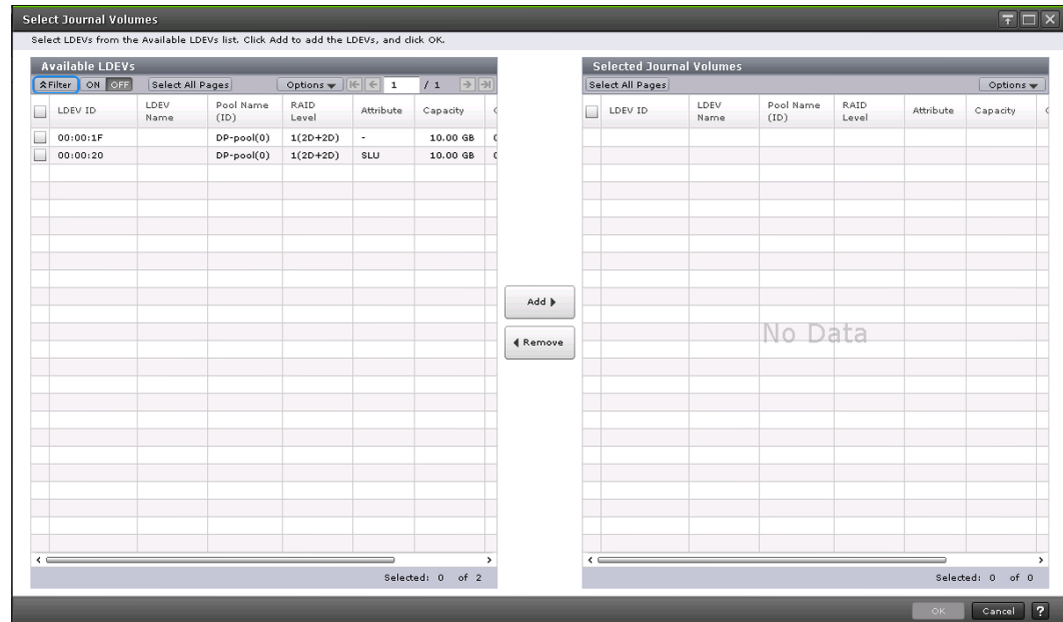 Select Journal Volumes
Select LDEVs from the Available LDEVs list. Click Add to add the LDEVs, and click OK.
Available LDEVs
Filter ON OFF Select All Pages Options 1 / 1
LDEV ID LDEV Name Pool Name (ID) RAID Level Attribute Capacity
00:00:1F DP-pool(0) 1(2D+2D) - 10.00 GB
00:00:20 DP-pool(0) 1(2D+2D) SLU 10.00 GB
Selected: 0 of 2
Add
Remove
Selected Journal Volumes
Select All Pages Options
LDEV ID LDEV Name Pool Name (ID) RAID Level Attribute Capacity
No Data
Selected: 0 of 0
OK Cancel ?